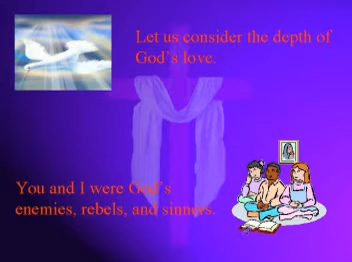 Let us consider the depth of
God's love.
You and I were God's
enemies, rebels, and sinners.